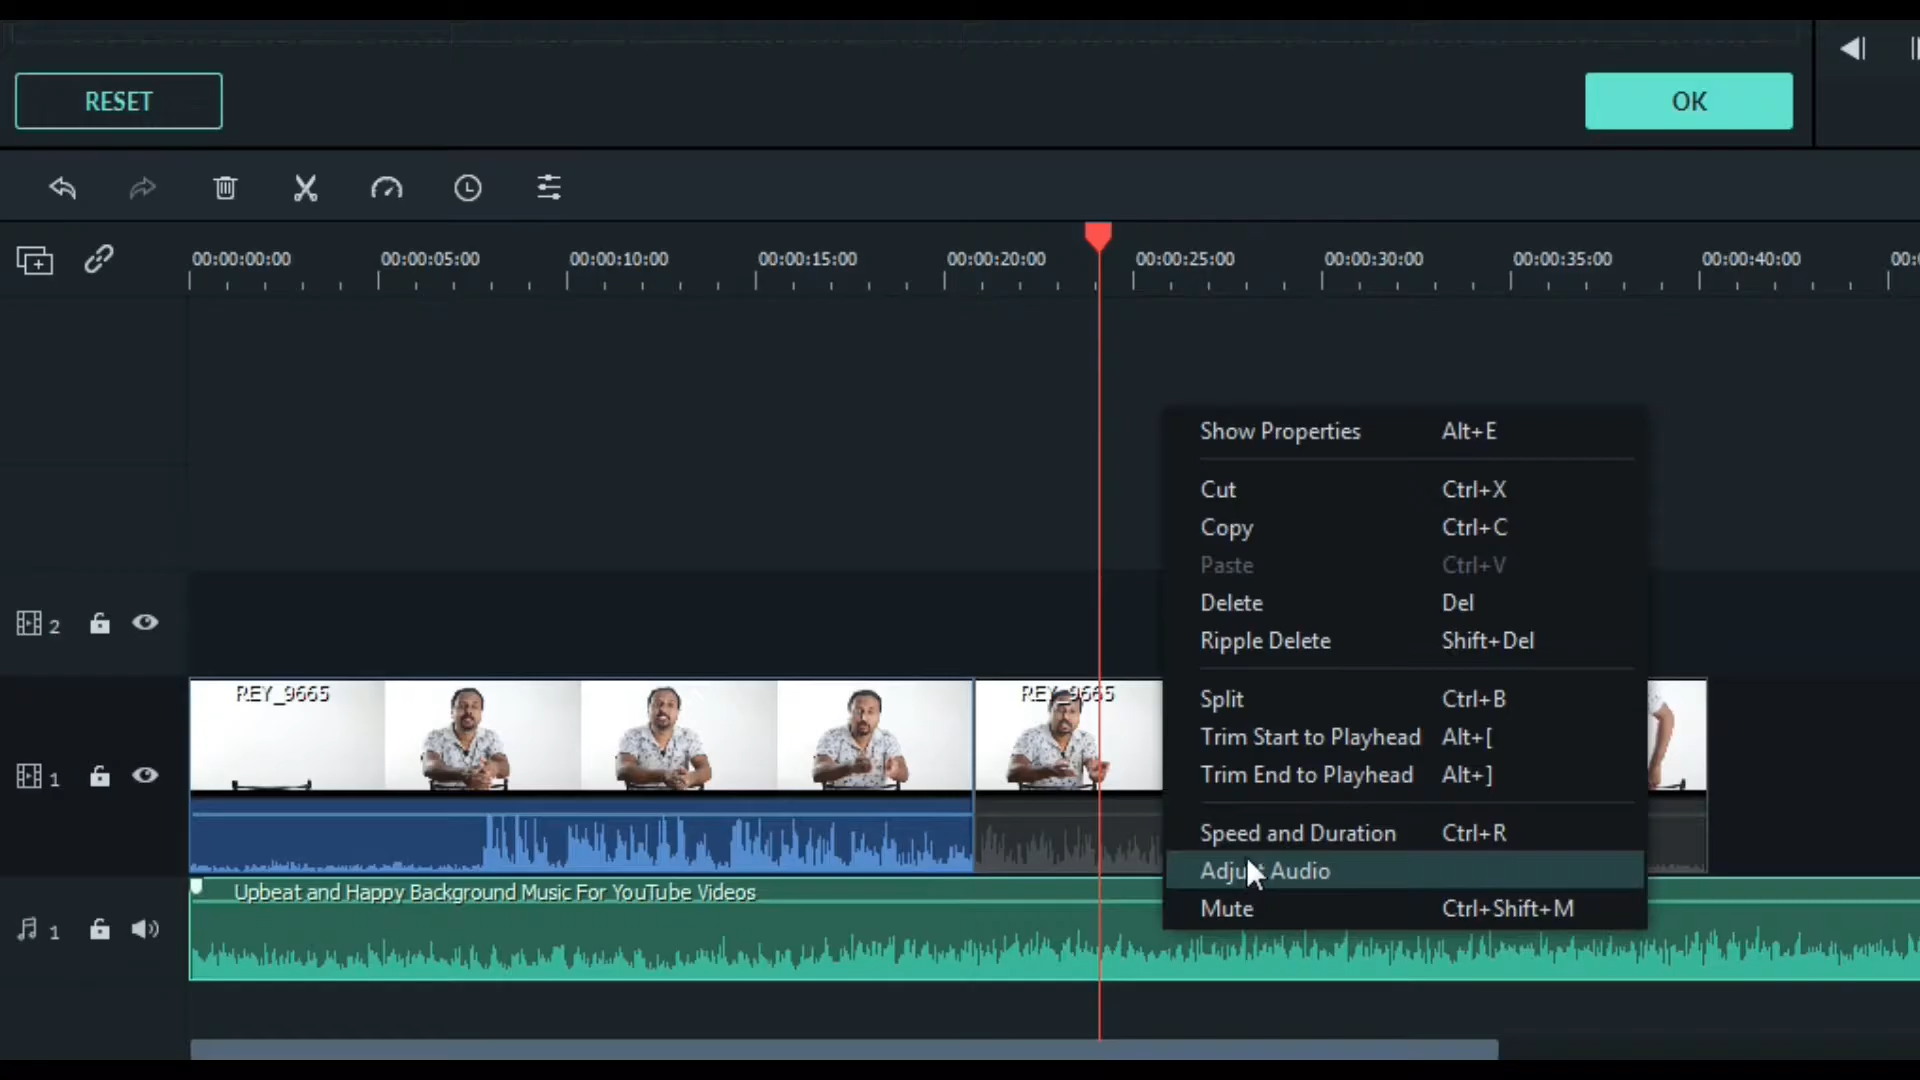 RESET
OK
00:00:00:00 00:00:05:00 00:00:10:00 00:00:15:00 00:00:20:00 00:00:25:00 00:00:30:00 00:00:35:00 00:00:40:00 00:0
Show Properties Alt+E
Cut Ctrl+X
Copy Ctrl+C
Paste Ctrl+V
Delete Del
Ripple Delete Shift+Del
Split Ctrl+B
Trim Start to Playhead Alt+[
Trim End to Playhead Alt+]
Speed and Duration Ctrl+R
Adjust Audio
Mute Ctrl+Shift+M
2
REY_9665 REY_9665
1
Upbeat and Happy Background Music For YouTube Videos
1